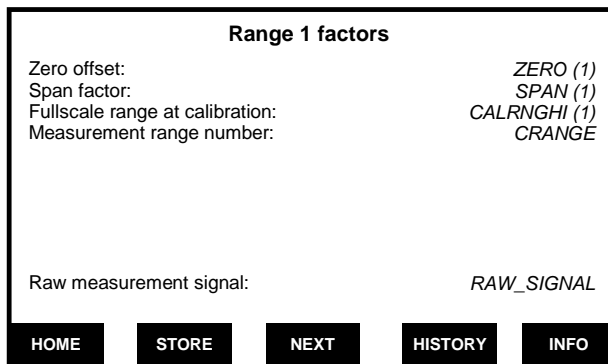 Range 1 factors
Zero offset: ZERO (1)
Span factor: SPAN (1)
Fullscale range at calibration: CALRNGHI (1)
Measurement range number: CRANGE
Raw measurement signal: RAW_SIGNAL
HOME STORE NEXT HISTORY INFO